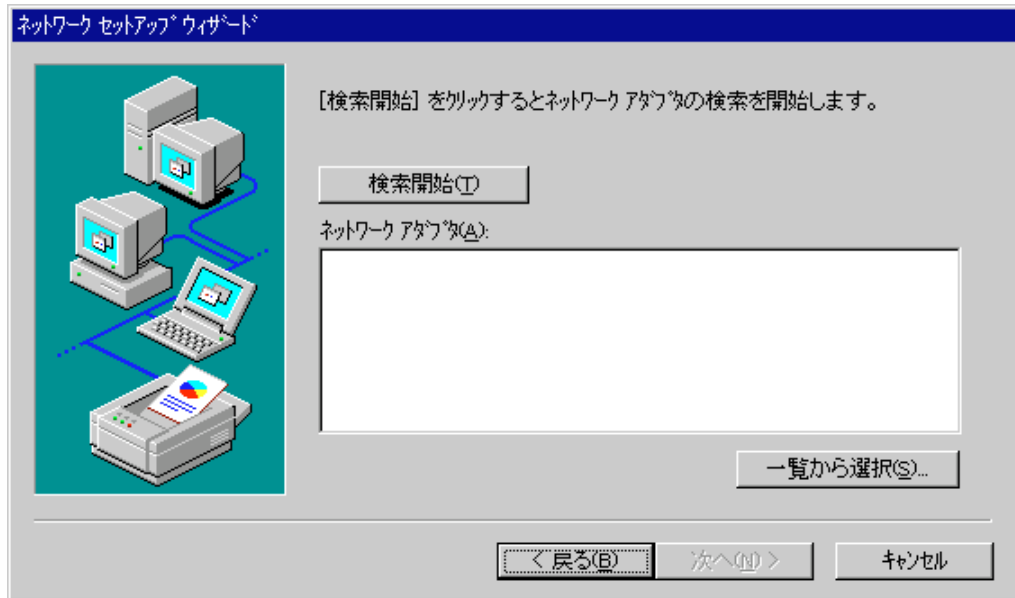 ネットワーク セットアップ ウィザード
[検索開始] をクリックするとネットワーク アダプタの検索を開始します。
検索開始(T)
ネットワーク アダプタ(A):
一覧から選択(S)...
< 戻る(B)
次へ(N) >
キャンセル